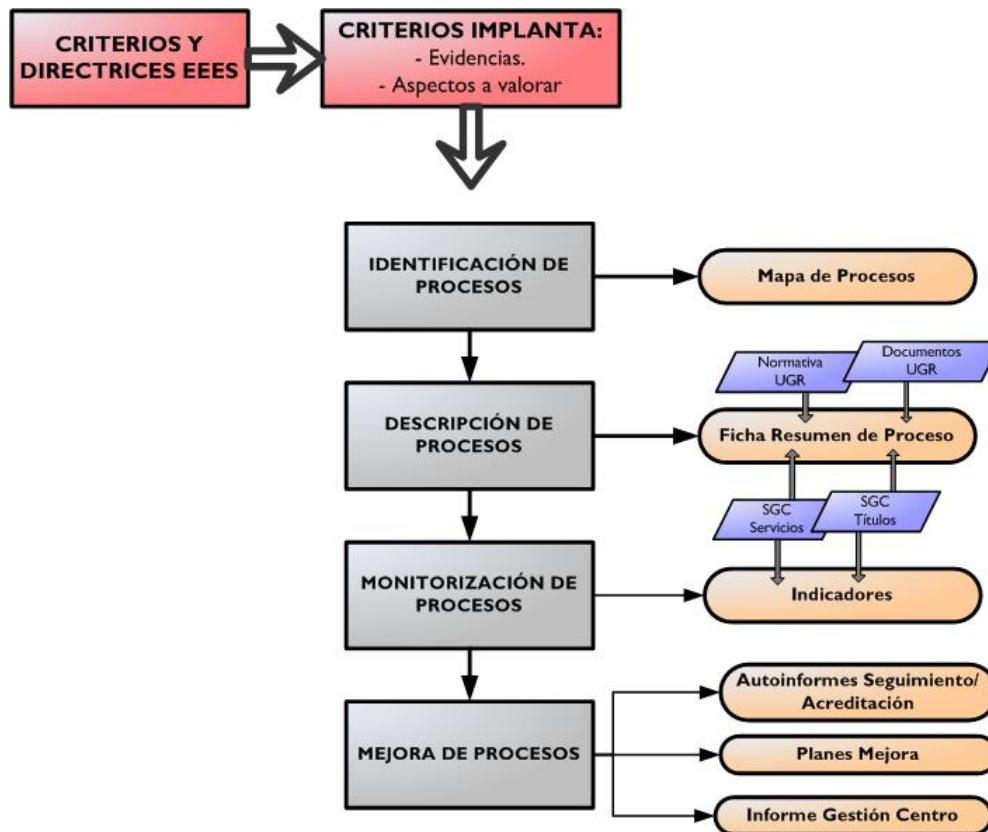 CRITERIOS Y
DIRECTRICES EEES
CRITERIOS IMPLANTA:
- Evidencias.
- Aspectos a valorar
IDENTIFICACIÓN DE
PROCESOS
Mapa de Procesos
Normativa
UGR
Documentos
UGR
DESCRIPCIÓN DE
PROCESOS
Ficha Resumen de Proceso
SGC
Servicios
SGC
Títulos
MONITORIZACIÓN DE
PROCESOS
Indicadores
Autoinformes Seguimiento/
Acreditación
MEJORA DE PROCESOS
Planes Mejora
Informe Gestión Centro